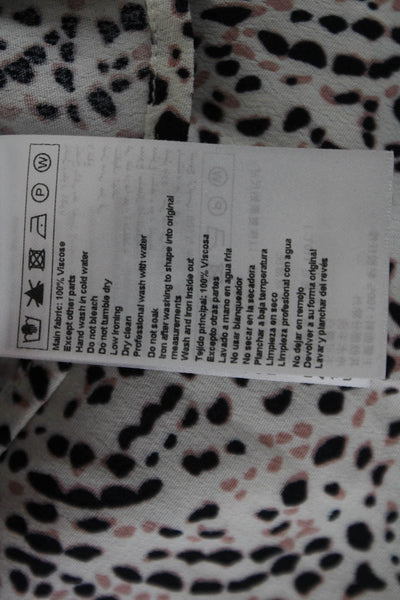 Main fabric: 100% Viscose
Except other parts
Hand wash in cold water
Do not bleach
Do not tumble dry
Low ironing
Dry clean
Professional wash with water
Do not soak
Iron after washing to shape into original
measurements
Wash and iron inside out
Tejido principal: 100% Viscosa
Excepto otras partes
Lavado a mano en agua fria
No usar blanqueador
No secar en la secadora
Planchar a baja temperatura
Limpieza en seco
Limpieza profesional con agua
No dejar en remojo
Devolver a su forma original
Lavar y planchar del revés
P W